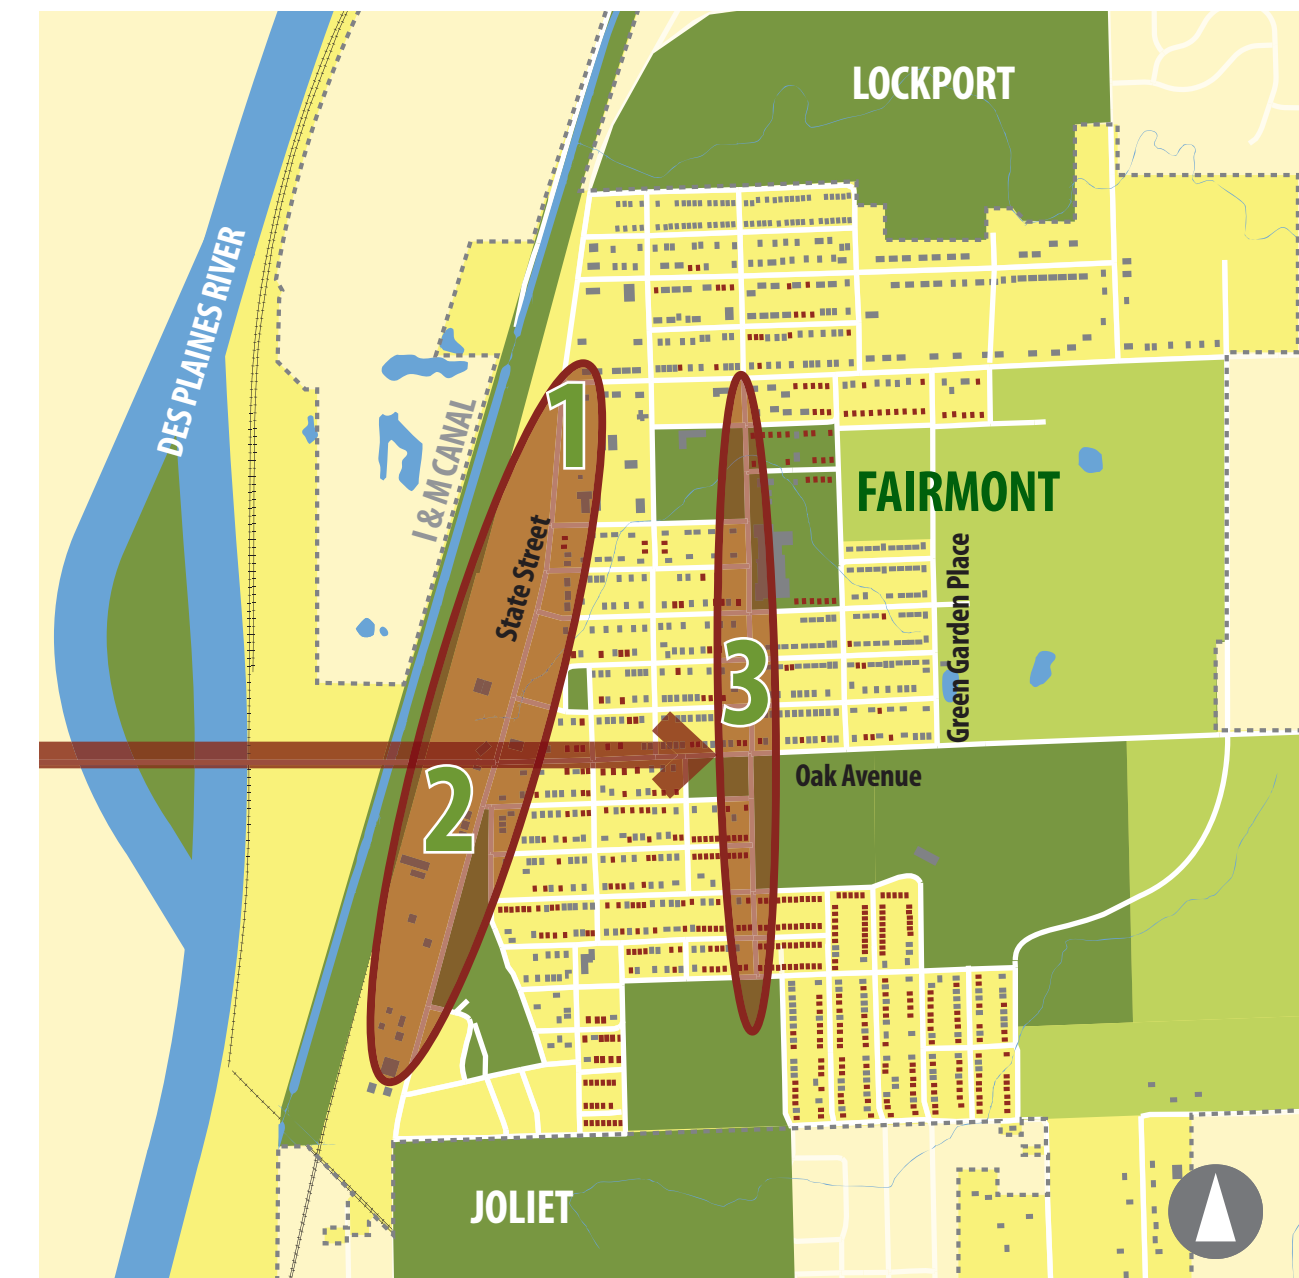 LOCKPORT
DES PLAINES RIVER
I & M CANAL
1
FAIRMONT
State Street
Green Garden Place
3
Oak Avenue
2
JOLIET